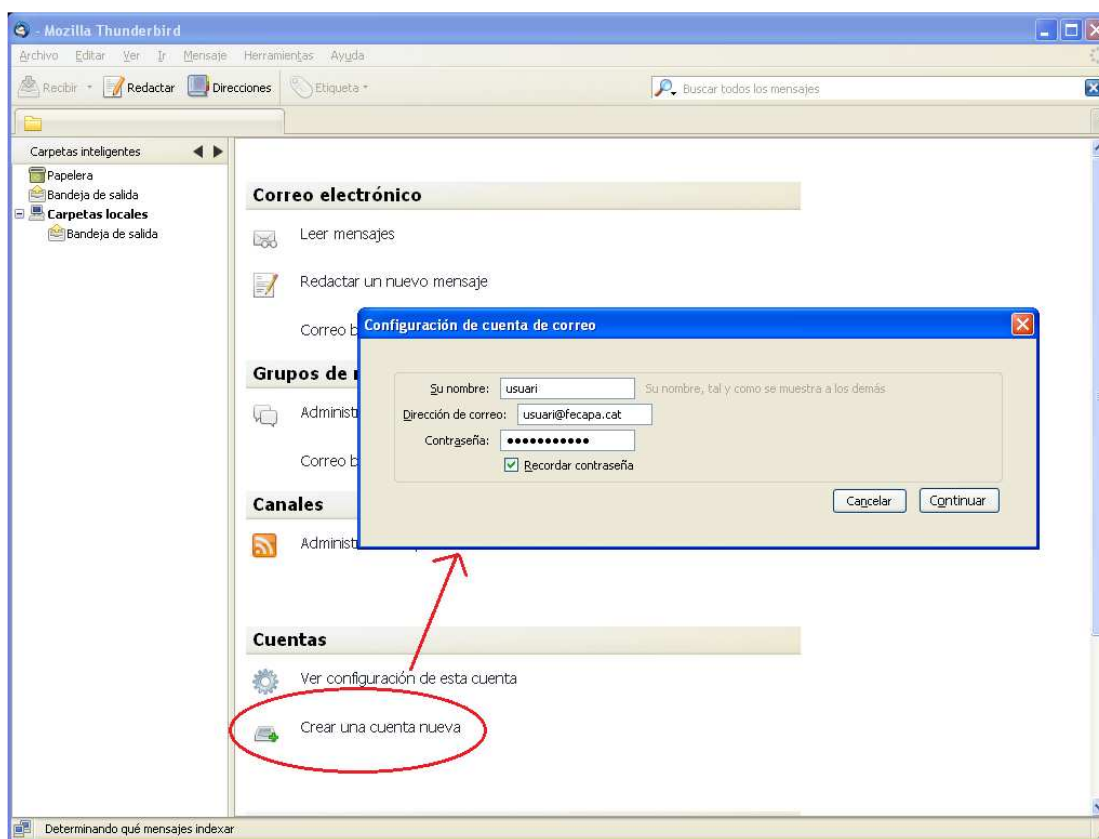 - Mozilla Thunderbird
Archivo Editar Ver Ir Mensaje Herramientas Ayuda
Recibir Redactar Direcciones Etiqueta Buscar todos los mensajes
Carpetas inteligentes
Papelera
Bandeja de salida
Carpetas locales
Bandeja de salida
Correo electrónico
Leer mensajes
Redactar un nuevo mensaje
Correo b
Grupos de
Administ
Correo b
Canales
Administ
Configuración de cuenta de correo
Su nombre: usuari Su nombre, tal y como se muestra a los demás
Dirección de correo: usuari@fecapa.cat
Contraseña: •••••••••••
Recordar contraseña
Cancelar Continuar
Cuentas
Ver configuración de esta cuenta
Crear una cuenta nueva
Determinando qué mensajes indexar